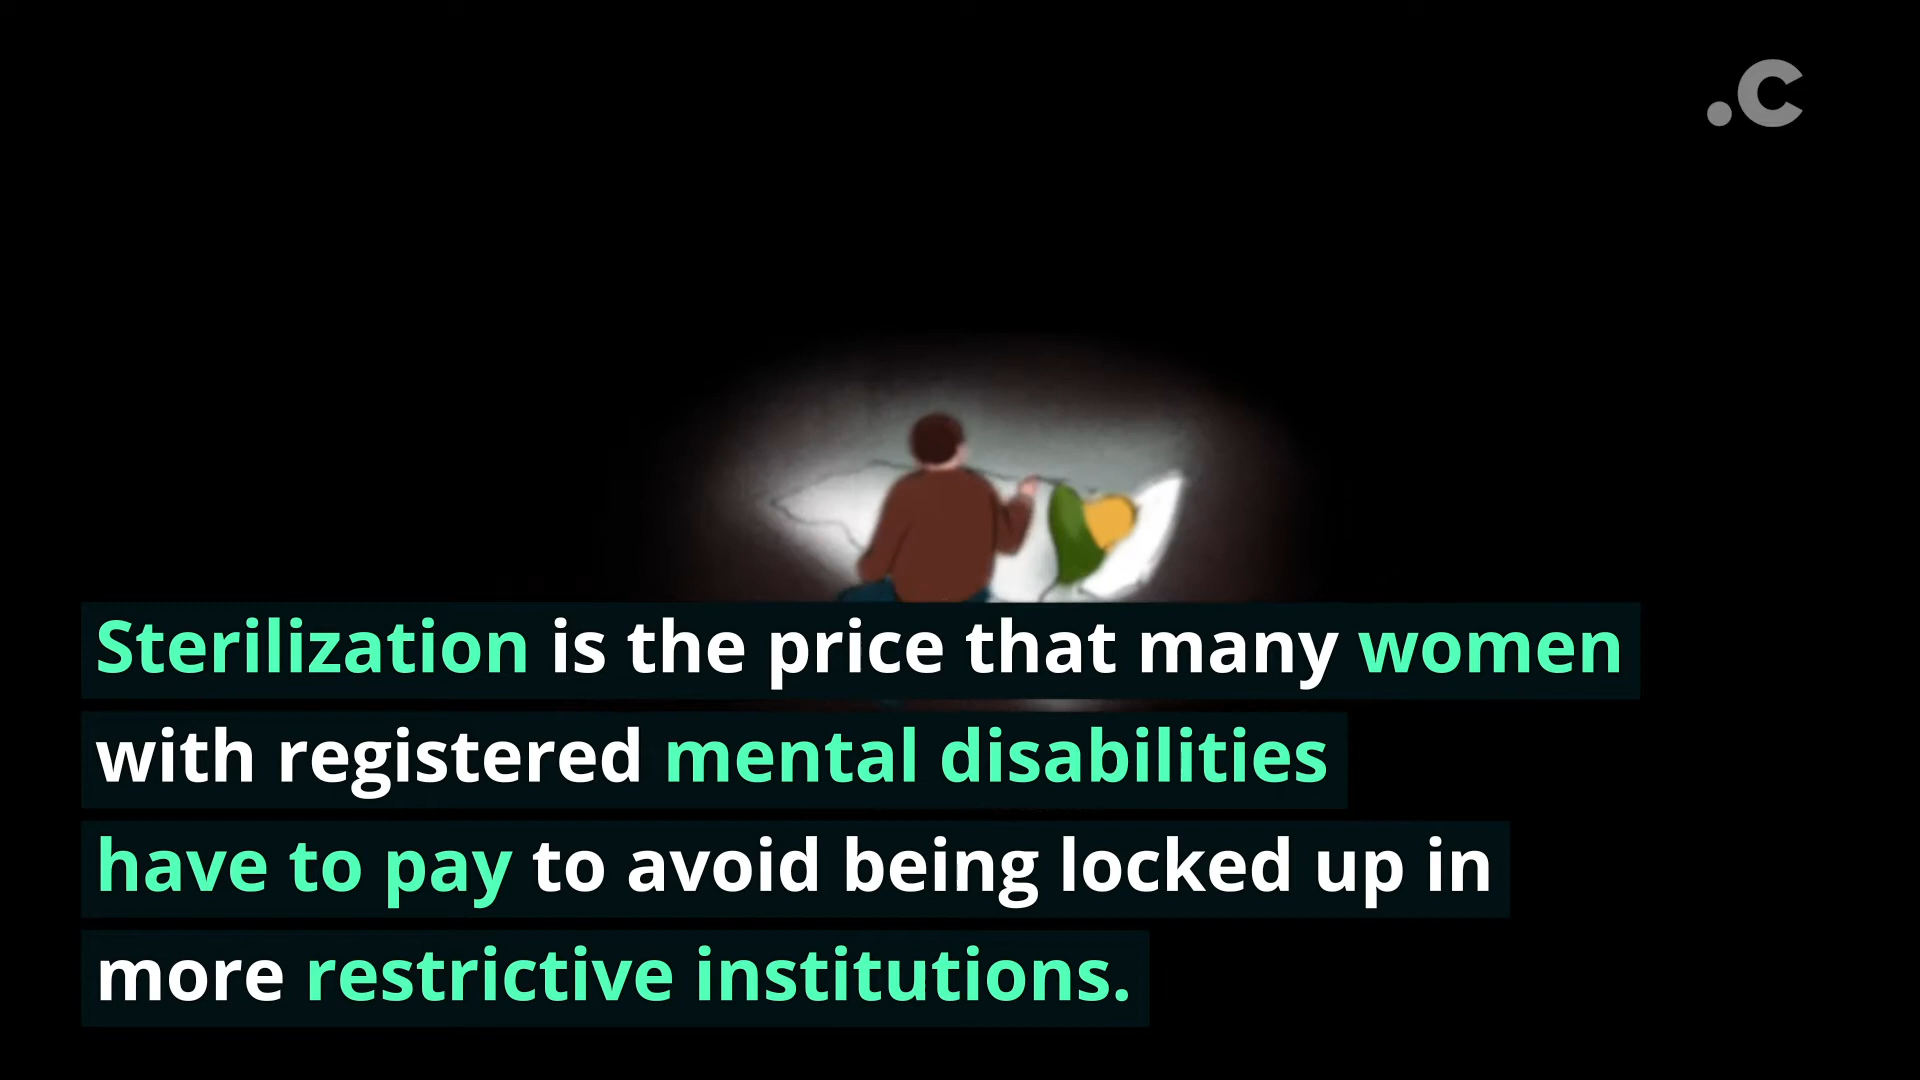 .c
Sterilization is the price that many women
with registered mental disabilities
have to pay to avoid being locked up in
more restrictive institutions.